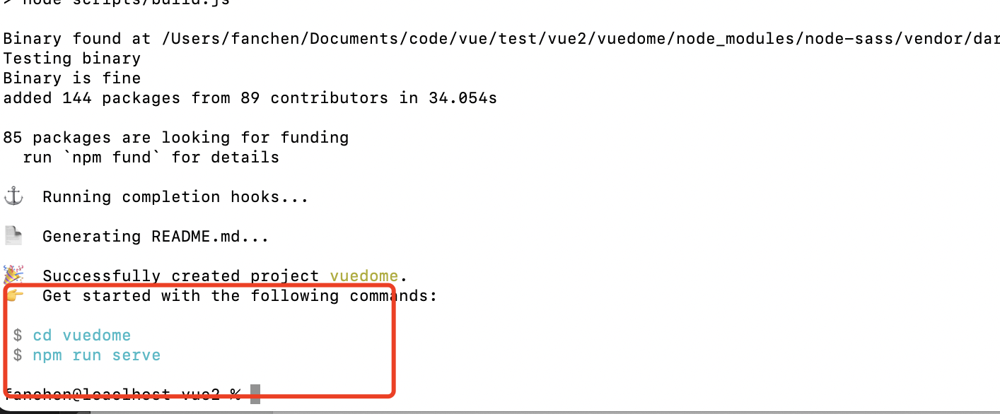 > node scripts/build.js
Binary found at /Users/fanchen/Documents/code/vue/test/vue2/vuedome/node_modules/node-sass/vendor/dar
Testing binary
Binary is fine
added 144 packages from 89 contributors in 34.054s
85 packages are looking for funding
run `npm fund` for details
⚓ Running completion hooks...
📄 Generating README.md...
🎉 Successfully created project vuedome.
👉 Get started with the following commands:
$ cd vuedome
$ npm run serve
fanchen@loaclhost vue2 %